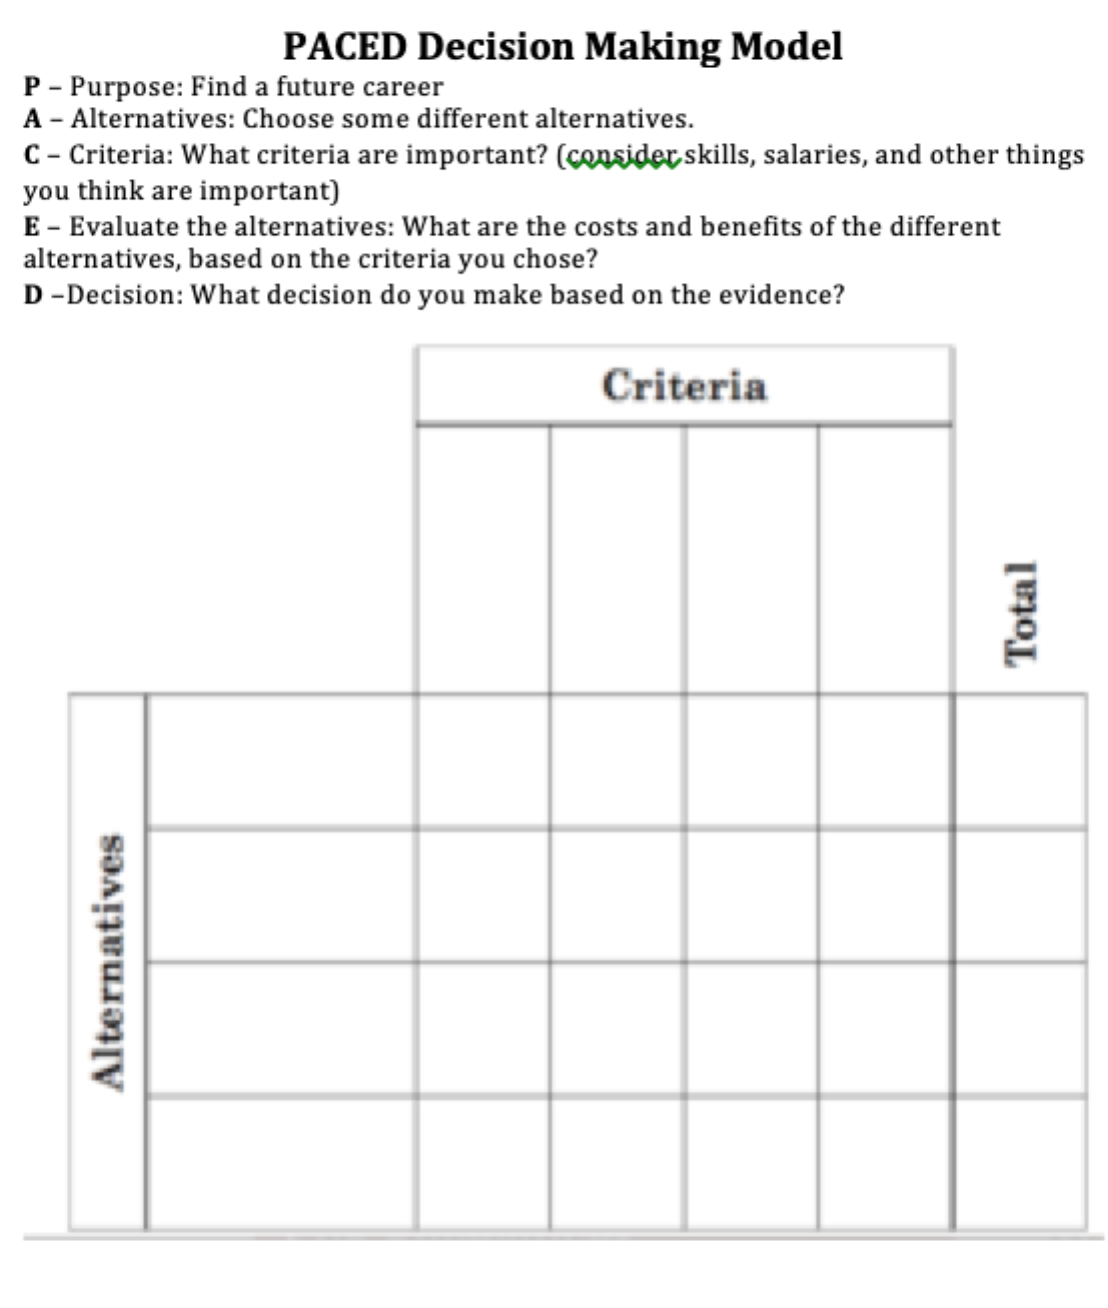 PACED Decision Making Model
P – Purpose: Find a future career
A – Alternatives: Choose some different alternatives.
C – Criteria: What criteria are important? (consider skills, salaries, and other things
you think are important)
E – Evaluate the alternatives: What are the costs and benefits of the different
alternatives, based on the criteria you chose?
D –Decision: What decision do you make based on the evidence?
Criteria
Total
Alternatives